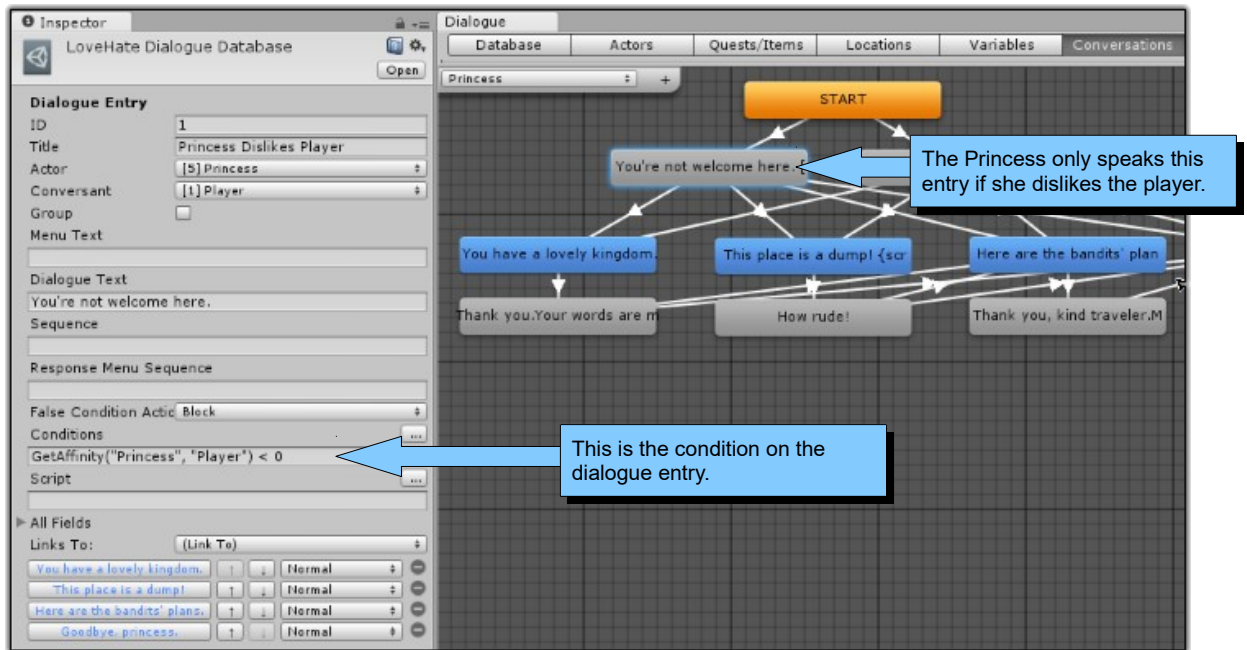 Inspector
LoveHate Dialogue Database
Open
Dialogue Entry
ID 1
Title Princess Dislikes Player
Actor [5] Princess
Conversant [1] Player
Group
Menu Text
Dialogue Text
You're not welcome here.
Sequence
Response Menu Sequence
False Condition Actic Block
Conditions ...
GetAffinity("Princess", "Player") < 0
Script ...
All Fields
Links To: (Link To)
You have a lovely kingdom. ↑ ↓ Normal
This place is a dump! ↑ ↓ Normal
Here are the bandits' plans. ↑ ↓ Normal
Goodbye, princess. ↑ ↓ Normal
Dialogue
Database Actors Quests/Items Locations Variables Conversations
Princess +
START
You're not welcome here. {
The Princess only speaks this
entry if she dislikes the player.
You have a lovely kingdom. This place is a dump! {scr Here are the bandits' plan
Thank you.Your words are m How rude! Thank you, kind traveler.M
This is the condition on the
dialogue entry.